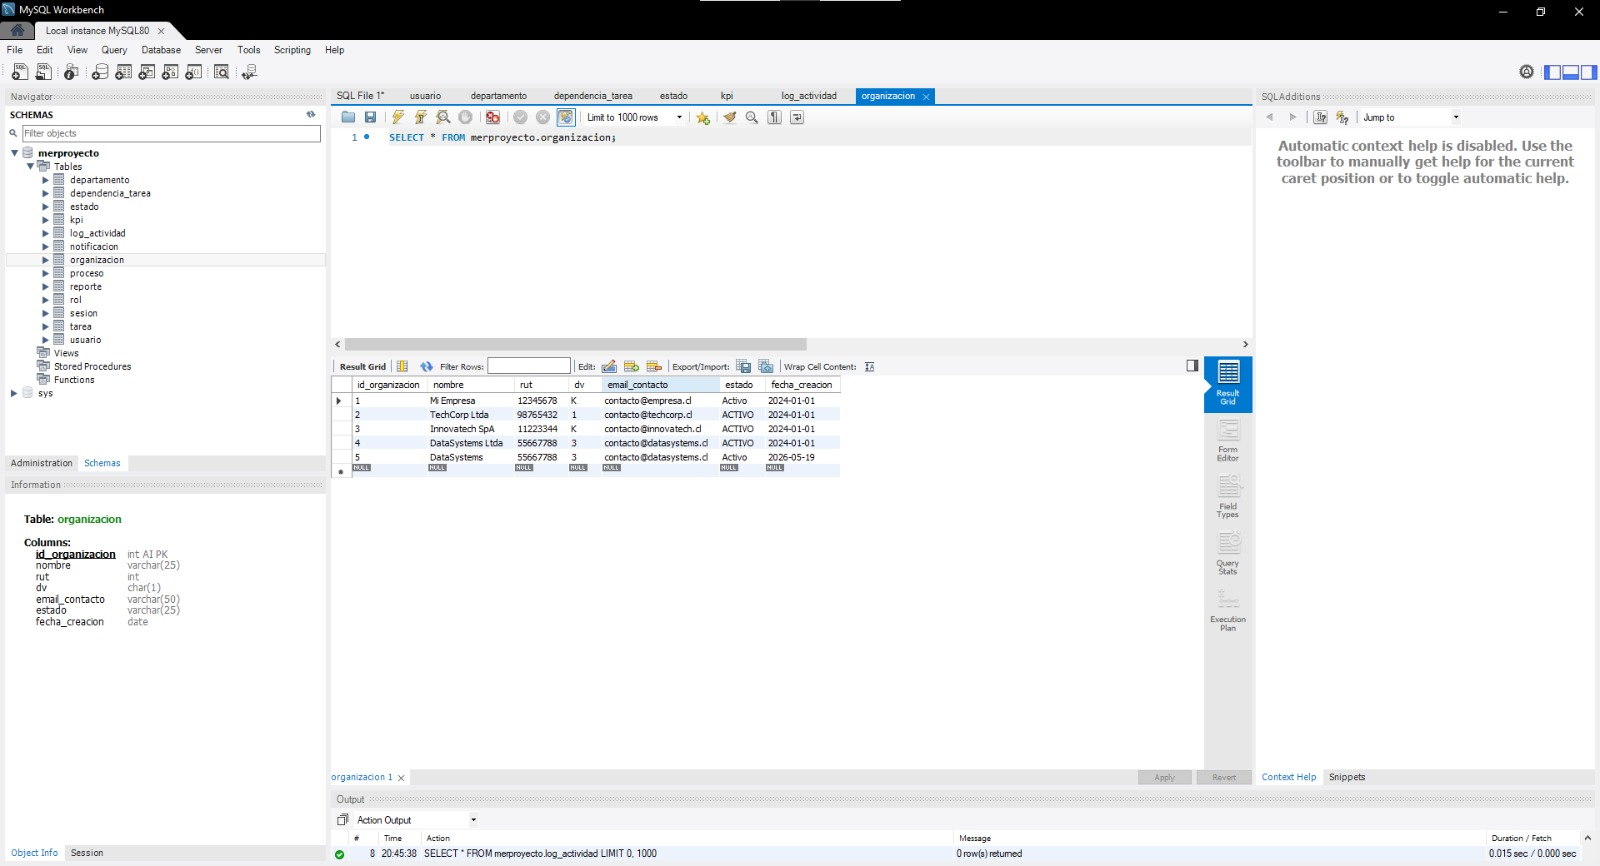 MySQL Workbench
Local instance MySQL80
File Edit View Query Database Server Tools Scripting Help
Navigator
SCHEMAS
Filter objects
merproyecto
Tables
departamento
dependencia_tarea
estado
kpi
log_actividad
notificacion
organizacion
proceso
reporte
rol
sesion
tarea
usuario
Views
Stored Procedures
Functions
sys
Administration Schemas
Information
Table: organizacion
Columns:
id_organizacion int AI PK
nombre varchar(25)
rut int
dv char(1)
email_contacto varchar(50)
estado varchar(25)
fecha_creacion date
Object Info Session
SQL File 1* usuario departamento dependencia_tarea estado kpi log_actividad organizacion
Limit to 1000 rows
1 SELECT * FROM merproyecto.organizacion;
Result Grid Filter Rows: Edit: Export/Import: Wrap Cell Content:
id_organizacion nombre rut dv email_contacto estado fecha_creacion
1 Mi Empresa 12345678 K contacto@empresa.cl Activo 2024-01-01
2 TechCorp Ltda 98765432 1 contacto@techcorp.cl ACTIVO 2024-01-01
3 Innovatech SpA 11223344 K contacto@innovatech.cl ACTIVO 2024-01-01
4 DataSystems Ltda 55667788 3 contacto@datasystems.cl ACTIVO 2024-01-01
5 DataSystems 55667788 3 contacto@datasystems.cl Activo 2026-05-19
NULL NULL NULL NULL NULL NULL NULL
Result
Grid
Form
Editor
Field
Types
Query
Stats
Execution
Plan
organizacion 1 Apply Revert
Output
Action Output
# Time Action Message Duration / Fetch
8 20:45:38 SELECT * FROM merproyecto.log_actividad LIMIT 0, 1000 0 row(s) returned 0.015 sec / 0.000 sec
SQLAdditions
Jump to
Automatic context help is disabled. Use the
toolbar to manually get help for the current
caret position or to toggle automatic help.
Context Help Snippets